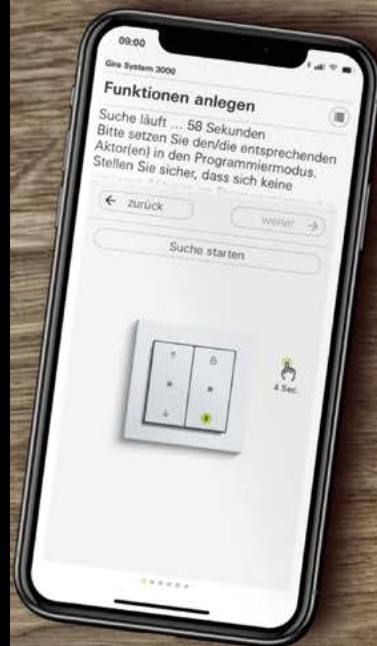 09:00
Gira System 3000
Funktionen anlegen
Suche läuft ... 58 Sekunden
Bitte setzen Sie den/die entsprechenden
Aktor(en) in den Programmiermodus.
Stellen Sie sicher, dass sich keine
← zurück
weiter →
Suche starten
4 Sec.